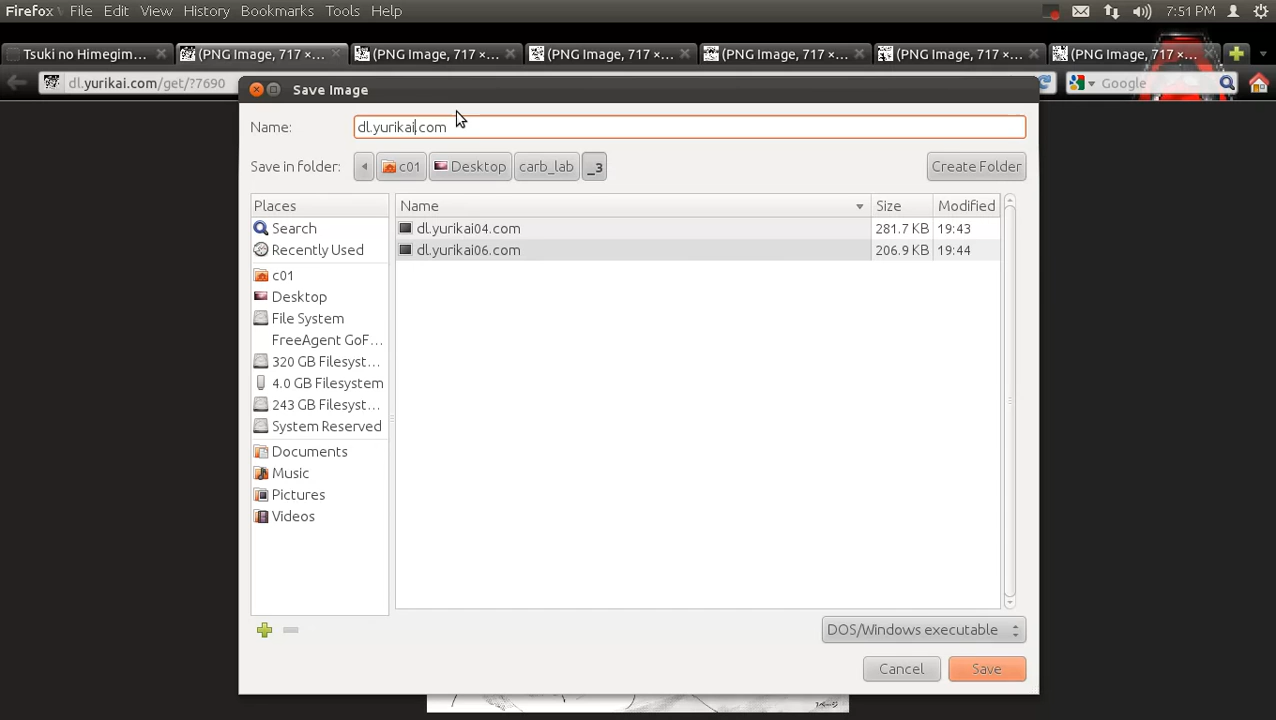 Firefox File Edit View History Bookmarks Tools Help 7:51 PM
Tsuki no Himegim... (PNG Image, 717 ×... (PNG Image, 717 ×... (PNG Image, 717 ×... (PNG Image, 717 ×... (PNG Image, 717 ×... (PNG Image, 717 ×...
dl.yurikai.com/get/?7690 Google
Save Image
Name: dl.yurikai.com
Save in folder: c01 Desktop carb_lab _3 Create Folder
Places Name Size Modified
Search dl.yurikai04.com 281.7 KB 19:43
Recently Used dl.yurikai06.com 206.9 KB 19:44
c01
Desktop
File System
FreeAgent GoF...
320 GB Filesyst...
4.0 GB Filesystem
243 GB Filesyst...
System Reserved
Documents
Music
Pictures
Videos
DOS/Windows executable
Cancel Save
1ページ